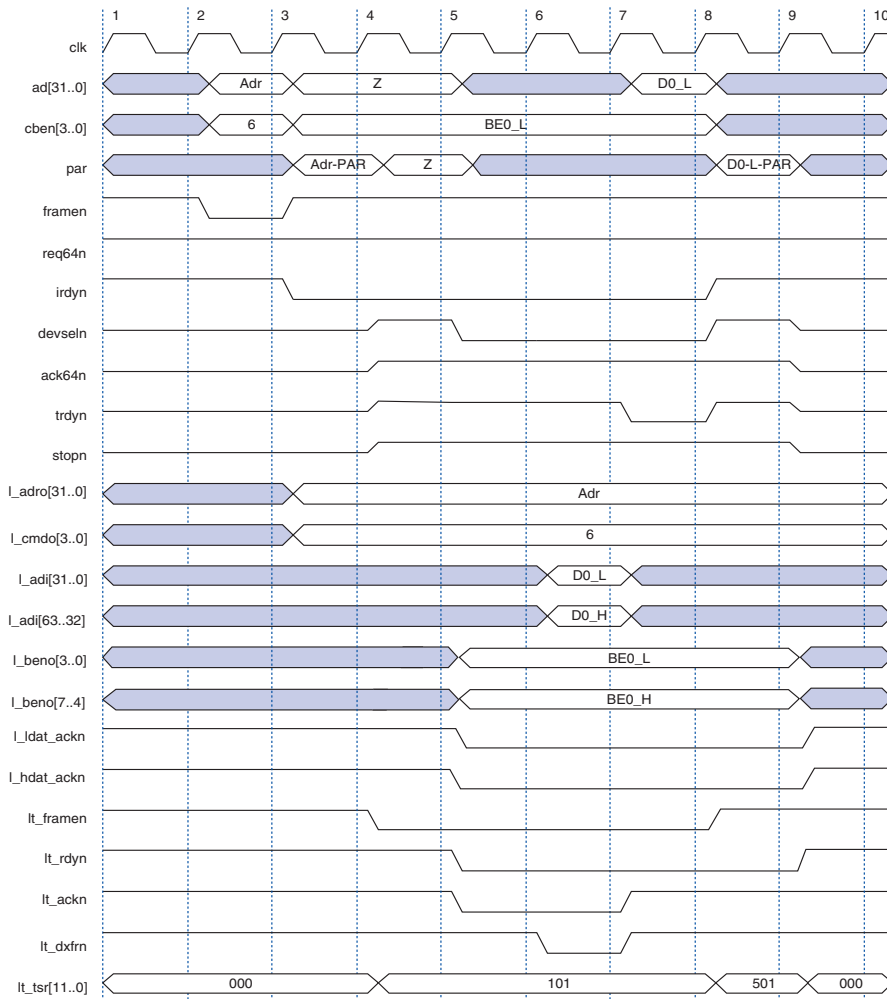 1 2 3 4 5 6 7 8 9 10
clk
ad[31..0] Adr Z D0_L
cben[3..0] 6 BE0_L
par Adr-PAR Z D0-L-PAR
framen
req64n
irdyn
devseln
ack64n
trdyn
stopn
l_adro[31..0] Adr
l_cmdo[3..0] 6
l_adi[31..0] D0_L
l_adi[63..32] D0_H
l_beno[3..0] BE0_L
l_beno[7..4] BE0_H
l_ldat_ackn
l_hdat_ackn
lt_framen
lt_rdyn
lt_ackn
lt_dxfrn
lt_tsr[11..0] 000 101 501 000